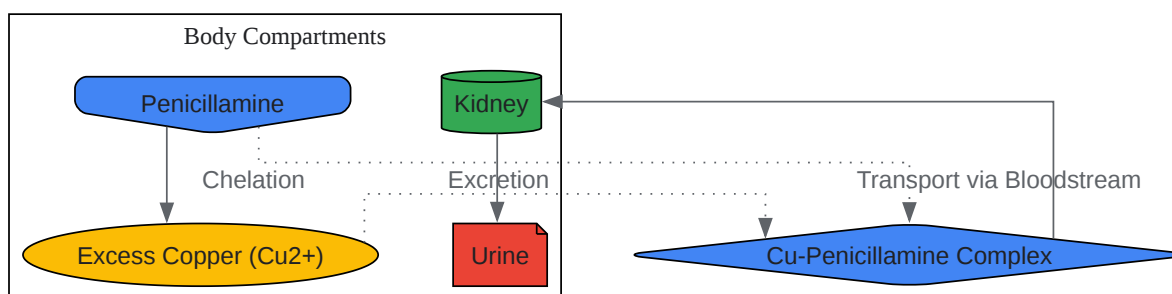 Body Compartments
Penicillamine
Kidney
Chelation
Excretion
Transport via Bloodstream
Excess Copper (Cu2+)
Urine
Cu-Penicillamine Complex